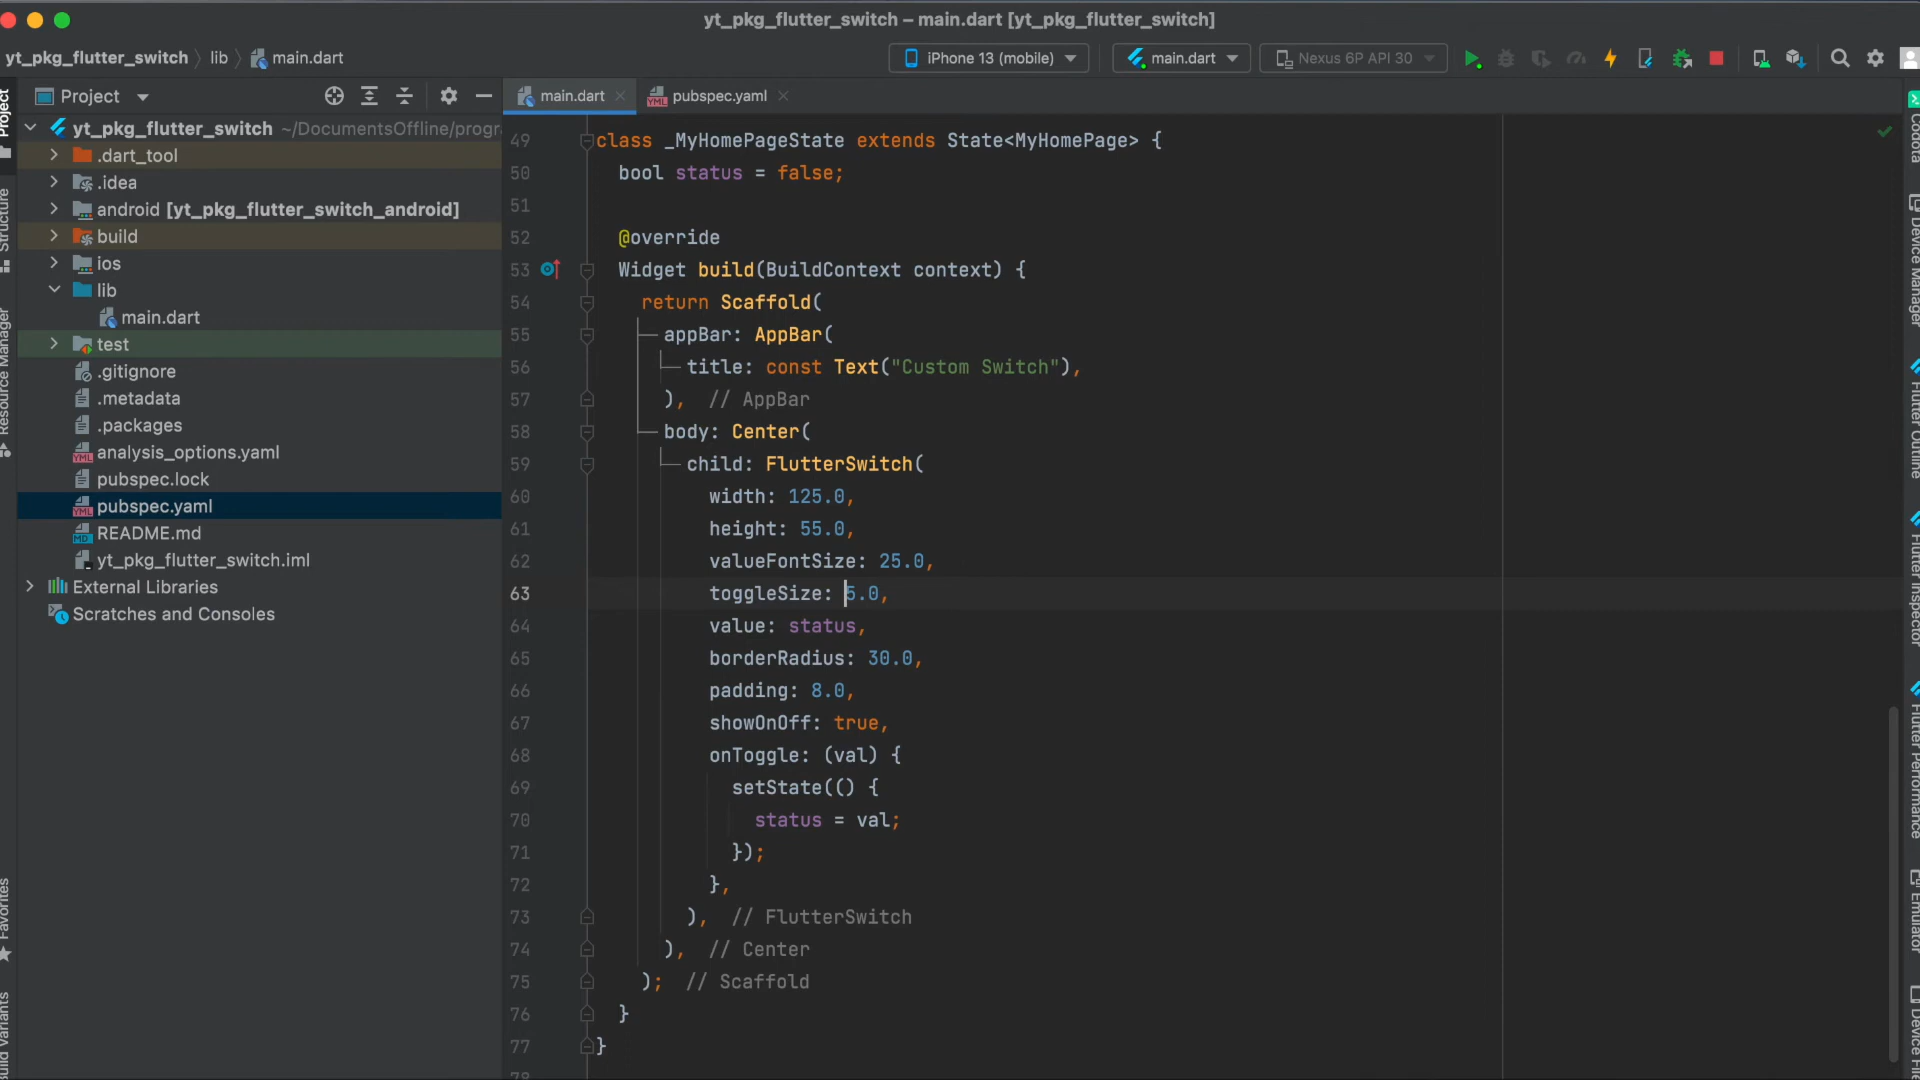 yt_pkg_flutter_switch – main.dart [yt_pkg_flutter_switch]
yt_pkg_flutter_switch lib main.dart
iPhone 13 (mobile) main.dart Nexus 6P API 30
Project
main.dart pubspec.yaml
yt_pkg_flutter_switch ~/DocumentsOffline/progra
.dart_tool
.idea
android [yt_pkg_flutter_switch_android]
build
ios
lib
main.dart
test
.gitignore
.metadata
.packages
analysis_options.yaml
pubspec.lock
pubspec.yaml
README.md
yt_pkg_flutter_switch.iml
External Libraries
Scratches and Consoles
Project
Structure
Resource Manager
Favorites
Build Variants
49 class _MyHomePageState extends State<MyHomePage> {
50 bool status = false;
51
52 @override
53 Widget build(BuildContext context) {
54 return Scaffold(
55 appBar: AppBar(
56 title: const Text("Custom Switch"),
57 ), // AppBar
58 body: Center(
59 child: FlutterSwitch(
60 width: 125.0,
61 height: 55.0,
62 valueFontSize: 25.0,
63 toggleSize: 5.0,
64 value: status,
65 borderRadius: 30.0,
66 padding: 8.0,
67 showOnOff: true,
68 onToggle: (val) {
69 setState(() {
70 status = val;
71 });
72 },
73 ), // FlutterSwitch
74 ), // Center
75 ); // Scaffold
76 }
77 }
78
Codota
Device Manager
Flutter Outline
Flutter Inspector
Flutter Performance
Emulator
Device File